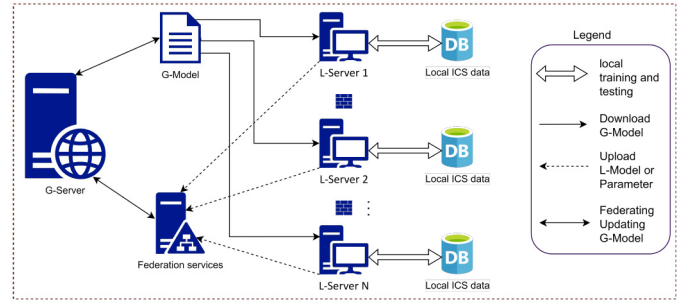 G-Model
G-Server
Federation services
L-Server 1
DB
Local ICS data
L-Server 2
DB
Local ICS data
L-Server N
DB
Local ICS data
Legend
local
training and
testing
Download
G-Model
Upload
L-Model or
Parameter
Federating
Updating
G-Model